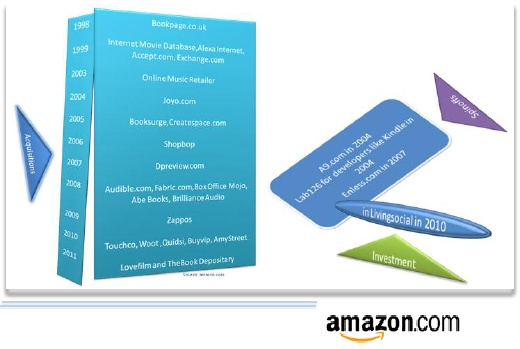 1998
Bookpage.co.uk
1999
Internet Movie Database,Alexa Internet,
Accept.com, Exchange.com
2003
Online Music Retailer
2004
Joyo.com
2005
Booksurge,Createspace.com
2006
Shopbop
2007
Dpreview.com
2008
Audible.com, Fabric.com,Box Office Mojo,
Abe Books, Brilliance Audio
2009
Zappos
2010
Touchco, Woot, Quidsi, Buyvip, AmyStreet
2011
Lovefilm and The Book Depositary
Acquisitions
Spinoffs
A9.com in 2004
Lab126 for developers like Kindle in
2004
Enless.com in 2007
in Livingsocial in 2010
Investment
amazon.com